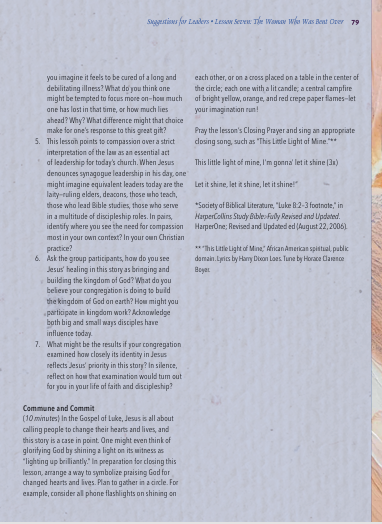 Suggestions for Leaders • Lesson Seven: The Woman Who Was Bent Over 79
you imagine it feels to be cured of a long and
debilitating illness? What do you think one
might be tempted to focus more on—how much
one has lost in that time, or how much lies
ahead? Why? What difference might that choice
make for one's response to this great gift?
5. This lesson points to compassion over a strict
interpretation of the law as an essential act
of leadership for today's church. When Jesus
denounces synagogue leadership in his day, one
might imagine equivalent leaders today are the
laity—ruling elders, deacons, those who teach,
those who lead Bible studies, those who serve
in a multitude of discipleship roles. In pairs,
identify where you see the need for compassion
most in your own context? In your own Christian
practice?
6. Ask the group participants, how do you see
Jesus' healing in this story as bringing and
building the kingdom of God? What do you
believe your congregation is doing to build
the kingdom of God on earth? How might you
participate in kingdom work? Acknowledge
both big and small ways disciples have
influence today.
7. What might be the results if your congregation
examined how closely its identity in Jesus
reflects Jesus' priority in this story? In silence,
reflect on how that examination would turn out
for you in your life of faith and discipleship?
Commune and Commit
(10 minutes) In the Gospel of Luke, Jesus is all about
calling people to change their hearts and lives, and
this story is a case in point. One might even think of
glorifying God by shining a light on its witness as
"lighting up brilliantly." In preparation for closing this
lesson, arrange a way to symbolize praising God for
changed hearts and lives. Plan to gather in a circle. For
example, consider all phone flashlights on shining on
each other, or on a cross placed on a table in the center of
the circle; each one with a lit candle; a central campfire
of bright yellow, orange, and red crepe paper flames—let
your imagination run!
Pray the lesson's Closing Prayer and sing an appropriate
closing song, such as "This Little Light of Mine."**
This little light of mine, I'm gonna' let it shine (3x)
Let it shine, let it shine, let it shine!"
*Society of Biblical Literature, "Luke 8:2-3 footnote," in
HarperCollins Study Bible: Fully Revised and Updated.
HarperOne; Revised and Updated ed (August 22, 2006).
** "This Little Light of Mine," African American spiritual, public
domain. Lyrics by Harry Dixon Loes. Tune by Horace Clarence
Boyer.